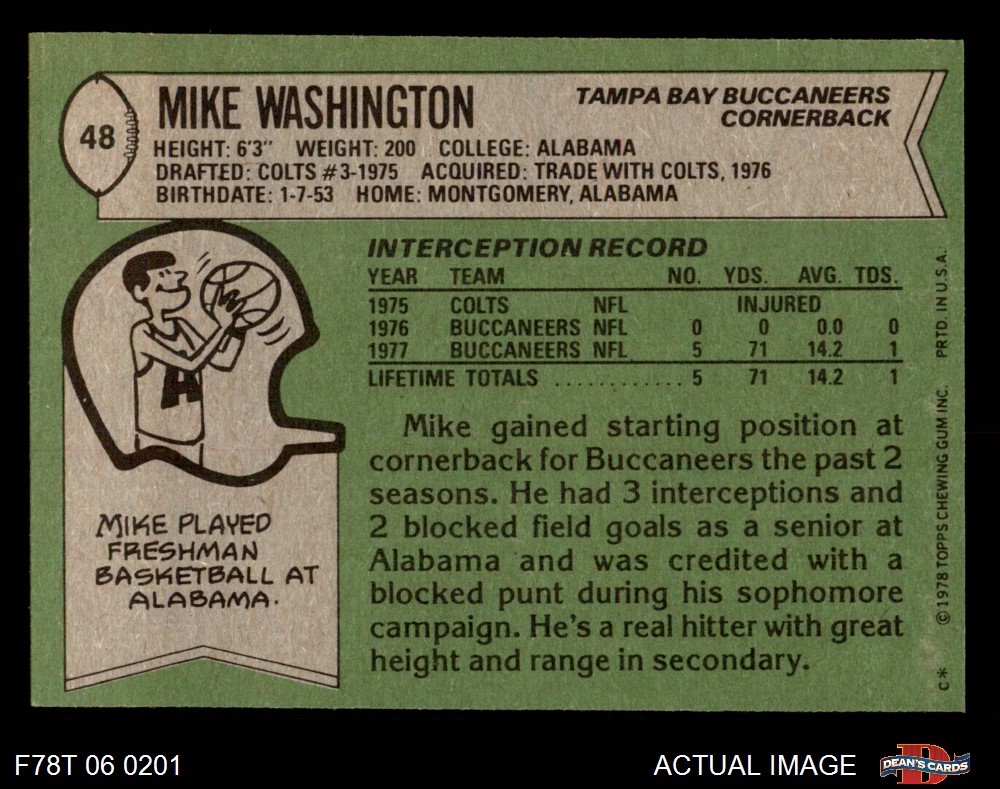 48
MIKE WASHINGTON
TAMPA BAY BUCCANEERS
CORNERBACK
HEIGHT: 6'3" WEIGHT: 200 COLLEGE: ALABAMA
DRAFTED: COLTS #3-1975 ACQUIRED: TRADE WITH COLTS, 1976
BIRTHDATE: 1-7-53 HOME: MONTGOMERY, ALABAMA
INTERCEPTION RECORD
YEAR TEAM NO. YDS. AVG. TDS.
1975 COLTS NFL INJURED
1976 BUCCANEERS NFL 0 0 0.0 0
1977 BUCCANEERS NFL 5 71 14.2 1
LIFETIME TOTALS ............ 5 71 14.2 1
A
MIKE PLAYED
FRESHMAN
BASKETBALL AT
ALABAMA.
Mike gained starting position at
cornerback for Buccaneers the past 2
seasons. He had 3 interceptions and
2 blocked field goals as a senior at
Alabama and was credited with a
blocked punt during his sophomore
campaign. He's a real hitter with great
height and range in secondary.
C* ©1978 TOPPS CHEWING GUM INC. PRTD. IN U.S.A.
F78T 06 0201
ACTUAL IMAGE
D
DEAN'S CARDS